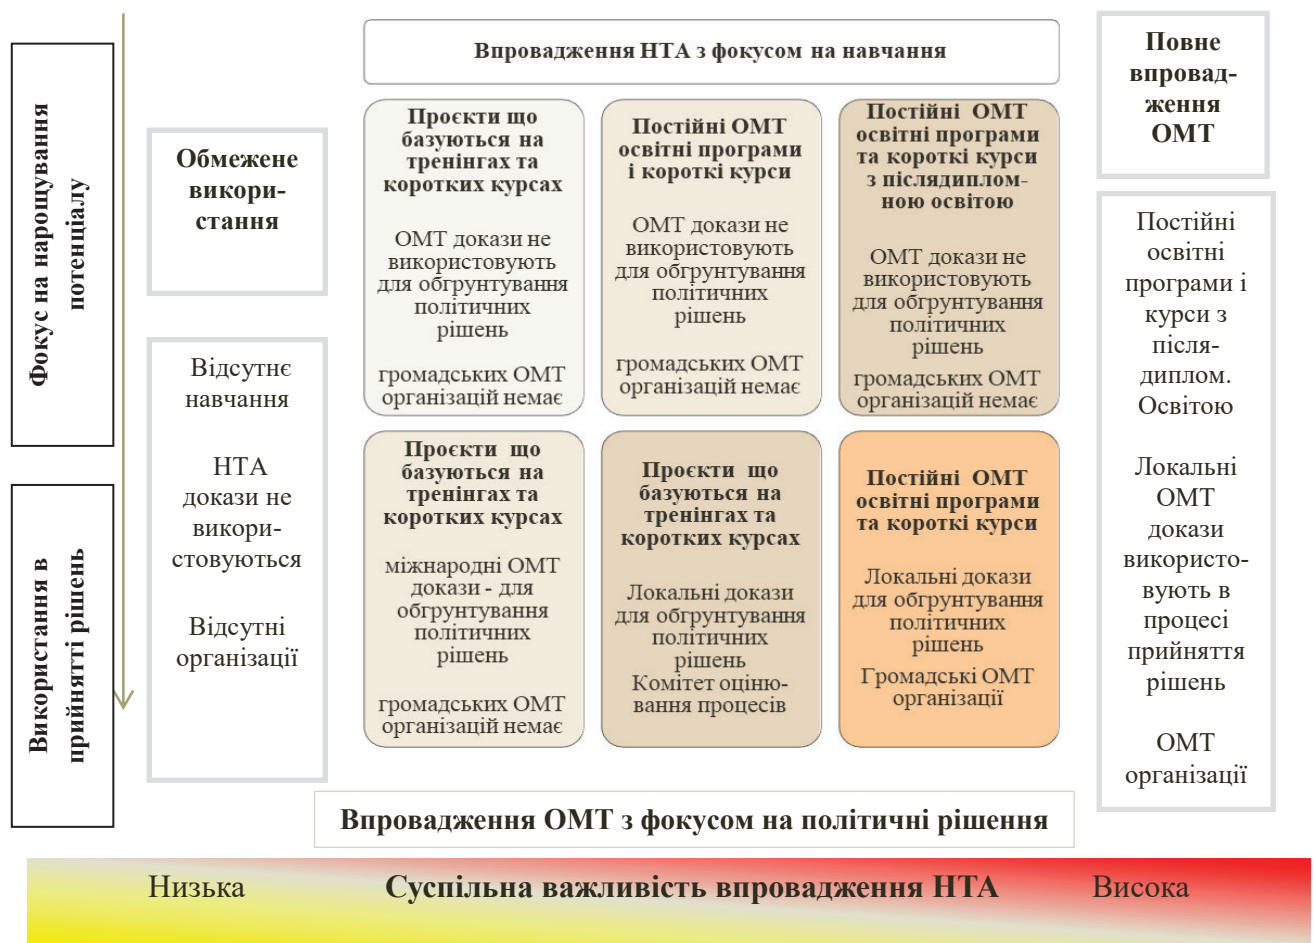 Фокус на нарощування
потенціалу
Використання в
прийнятті рішень
Обмежене
викори-
стання
Відсутнє
навчання
НТА
докази не
викори-
стовуються
Відсутні
організації
Впровадження НТА з фокусом на навчання
Проєкти що
базуються на
тренінгах та
коротких курсах
ОМТ докази не
використовують
для обгрунтування
політичних
рішень
громадських ОМТ
організацій немає
Постійні ОМТ
освітні програми
і короткі курси
ОМТ докази не
використовують
для обгрунтування
політичних
рішень
громадських ОМТ
організацій немає
Постійні ОМТ
освітні програми
та короткі курси
з післядиплом-
ною освітою
ОМТ докази не
використовують
для обгрунтування
політичних
рішень
громадських ОМТ
організацій немає
Проєкти що
базуються на
тренінгах та
коротких курсах
міжнародні ОМТ
докази - для
обгрунтування
політичних
рішень
громадських ОМТ
організацій немає
Проєкти що
базуються на
тренінгах та
коротких курсах
Локальні докази
для обгрунтування
політичних
рішень
Комітет оціню-
вання процесів
Постійні ОМТ
освітні програми
та короткі курси
Локальні докази
для обгрунтування
політичних
рішень
Громадські ОМТ
організації
Впровадження ОМТ з фокусом на політичні рішення
Повне
впровад-
ження
ОМТ
Постійні
освітні
програми і
курси з
після-
диплом.
Освітою
Локальні
ОМТ
докази
використо-
вують в
процесі
прийняття
рішень
ОМТ
організації
Низька Суспільна важливість впровадження НТА Висока